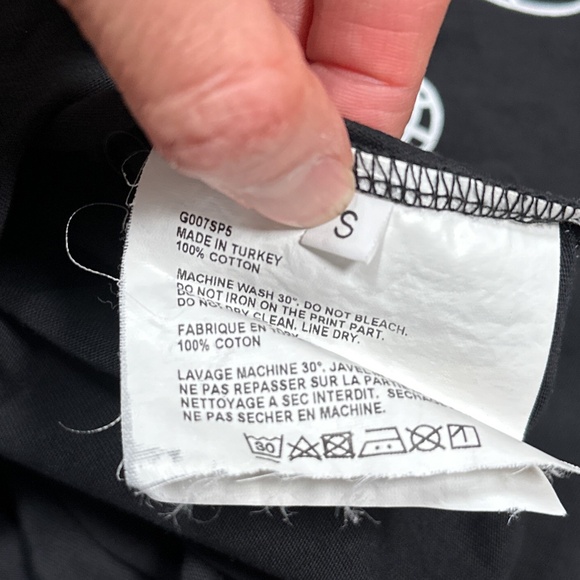 S
G007SP5
MADE IN TURKEY
100% COTTON
MACHINE WASH 30°. DO NOT BLEACH.
DO NOT IRON ON THE PRINT PART.
DO NOT DRY CLEAN. LINE DRY.
FABRIQUE EN
100% COTON
LAVAGE MACHINE 30°.
NE PAS REPASSER SUR LA
NETTOYAGE A SEC INTERDIT.
NE PAS SECHER EN MACHINE.
30